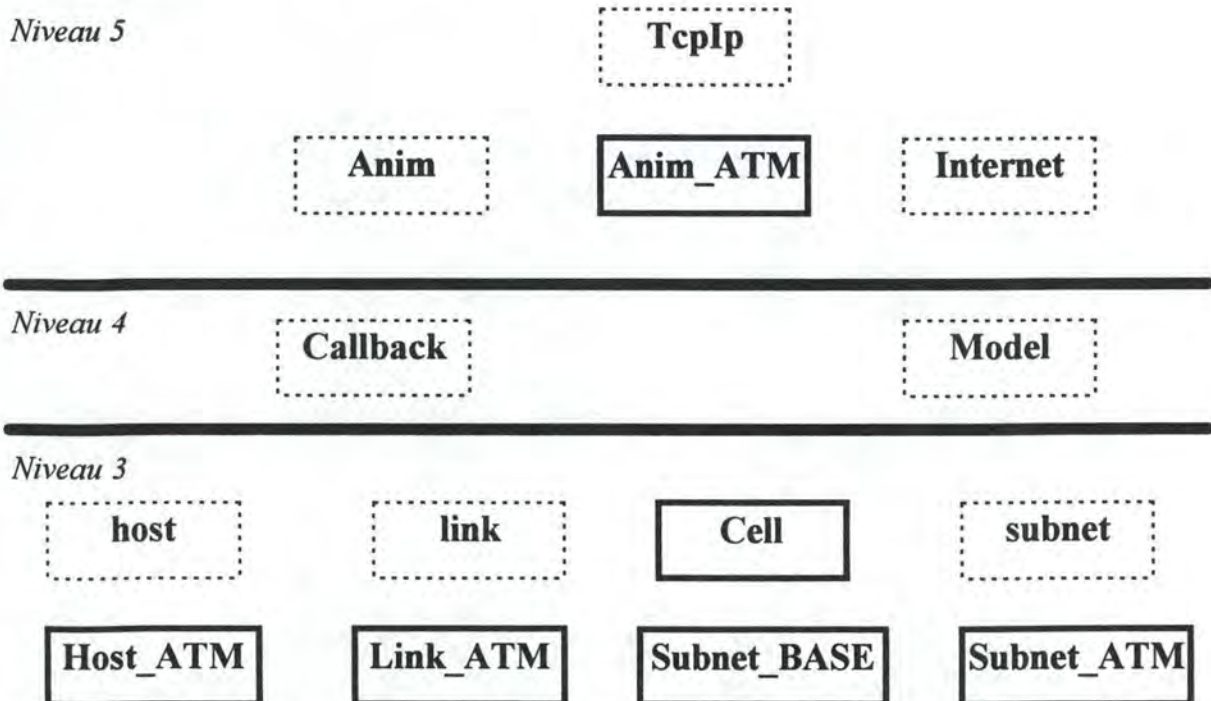 Niveau 5
TcpIp
Anim Anim_ATM Internet
Niveau 4
Callback Model
Niveau 3
host link Cell subnet
Host_ATM Link_ATM Subnet_BASE Subnet_ATM